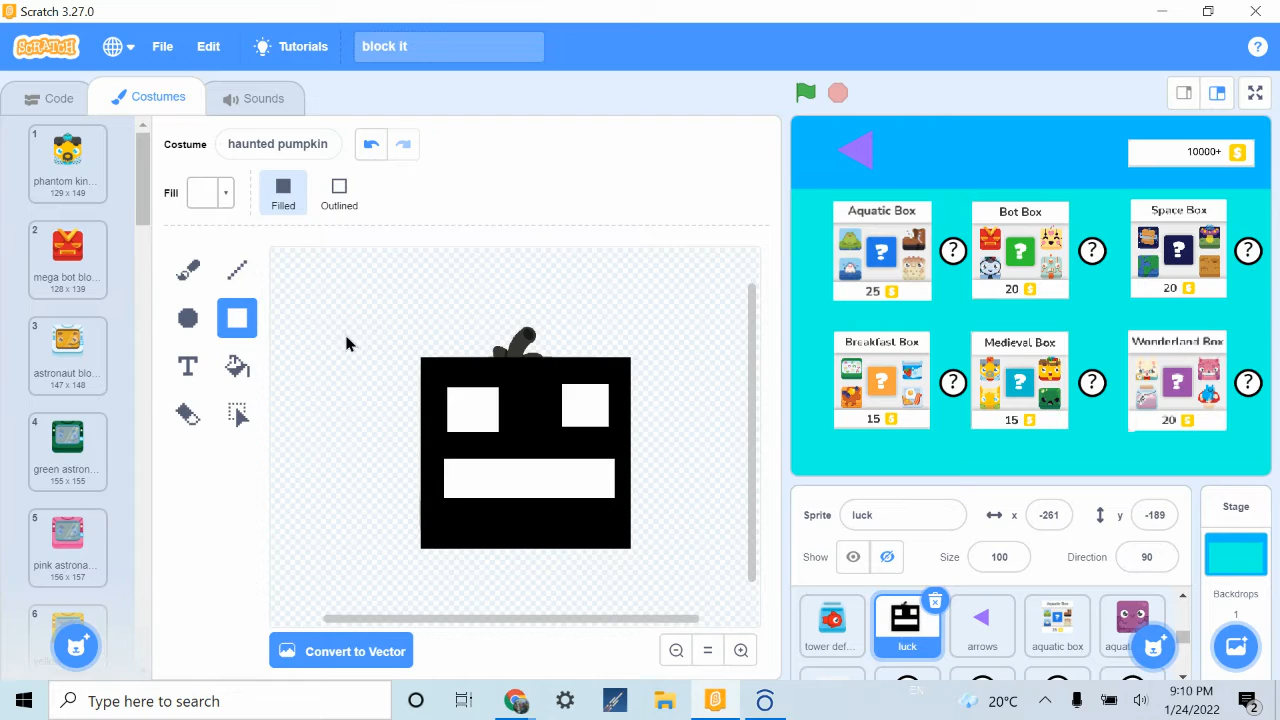 Scratch 3.27.0
SCRATCH
File
Edit
Tutorials
block it
Code
Costumes
Sounds
Costume
haunted pumpkin
Fill
Filled
Outlined
1
phantom kin...
129 x 149
2
mega bot blo...
128 x 139
3
astronaut blo...
147 x 148
4
green astron...
155 x 155
5
pink astrona...
156 x 157
6
T
Convert to Vector
10000+ $
Aquatic Box
?
25 $
?
Bot Box
?
20 $
?
Space Box
?
20 $
?
Breakfast Box
?
15 $
?
Medieval Box
?
15 $
?
Wonderland Box
?
20 $
?
Sprite
luck
x
-261
y
-189
Show
Size
100
Direction
90
tower def...
luck
arrows
aquatic box
Stage
Backdrops
1
Type here to search
EN
20°C
9:10 PM
1/24/2022
2